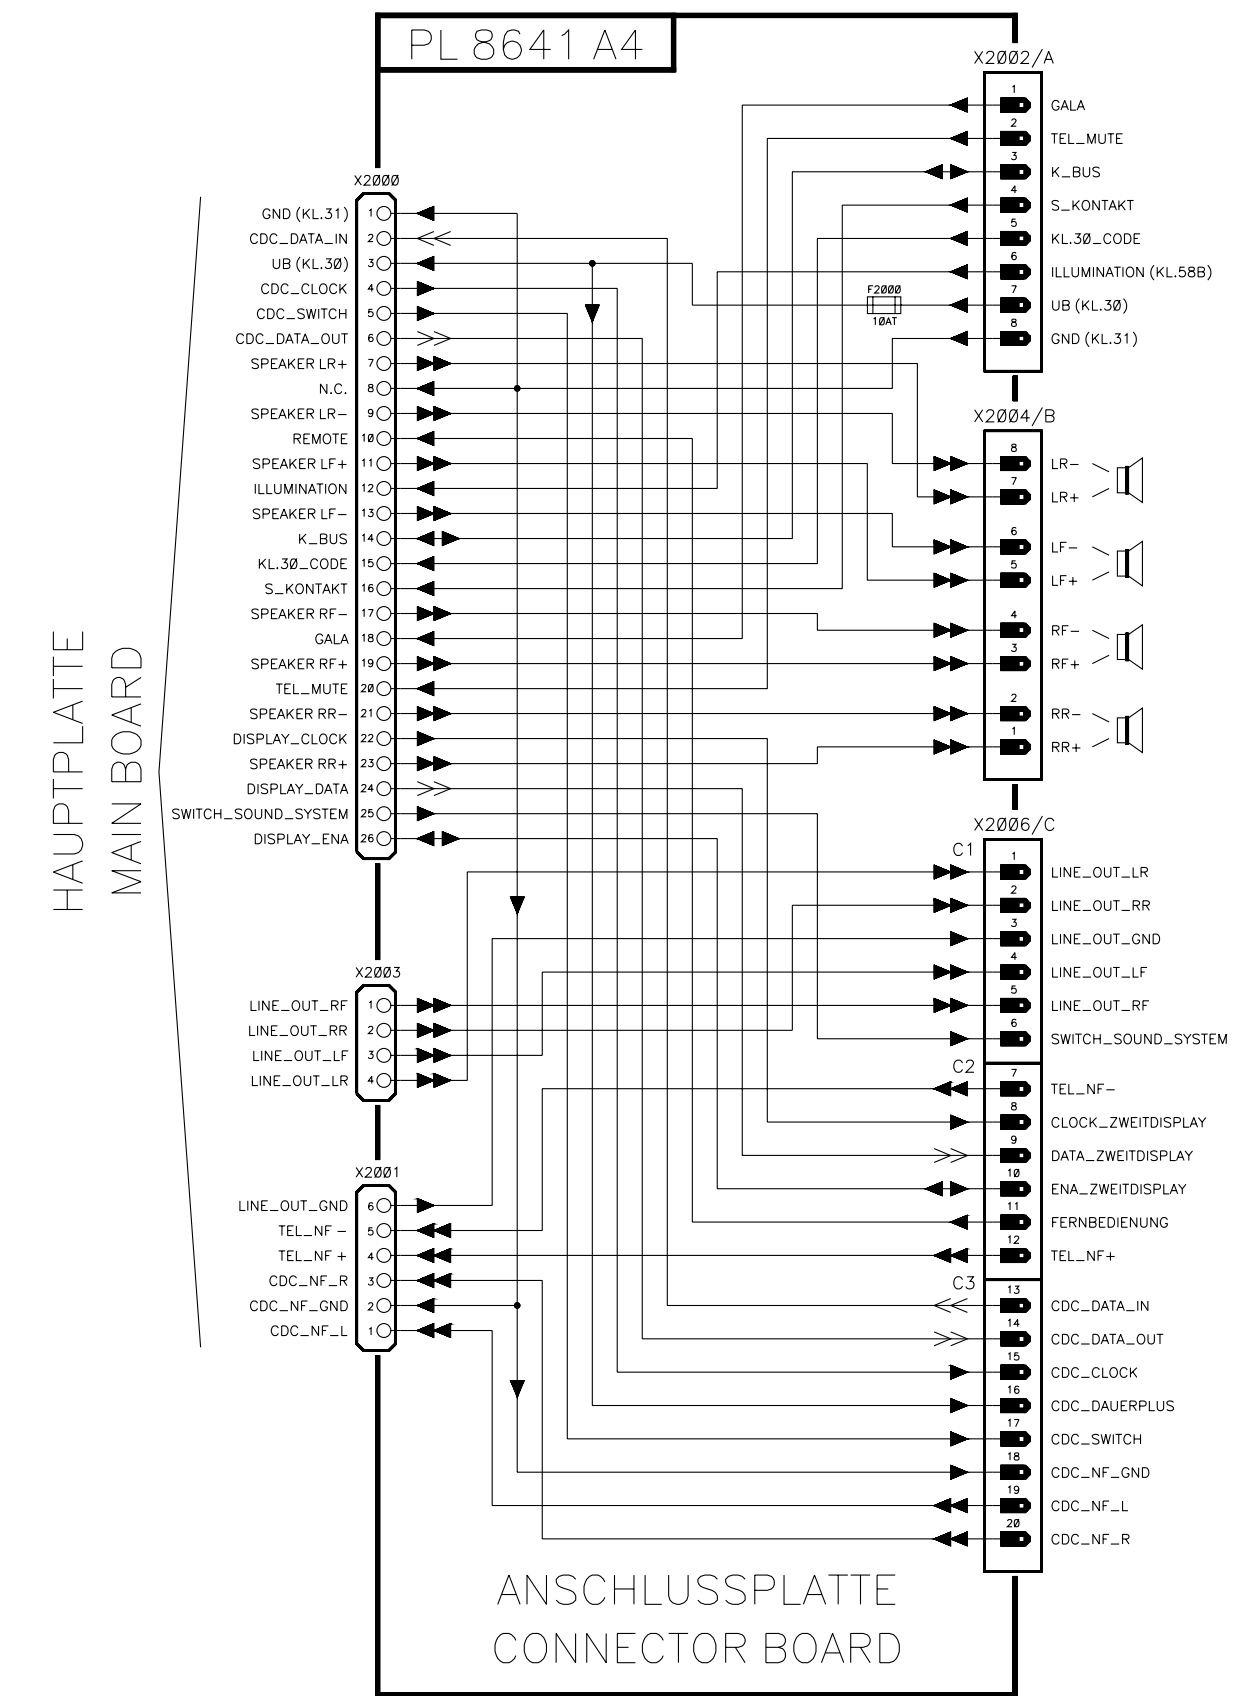 PL 8641 A4
X2000
GND (KL.31) 1
CDC_DATA_IN 2
UB (KL.30) 3
CDC_CLOCK 4
CDC_SWITCH 5
CDC_DATA_OUT 6
SPEAKER LR+ 7
N.C. 8
SPEAKER LR- 9
REMOTE 10
SPEAKER LF+ 11
ILLUMINATION 12
SPEAKER LF- 13
K_BUS 14
KL.30_CODE 15
S_KONTAKT 16
SPEAKER RF- 17
GALA 18
SPEAKER RF+ 19
TEL_MUTE 20
SPEAKER RR- 21
DISPLAY_CLOCK 22
SPEAKER RR+ 23
DISPLAY_DATA 24
SWITCH_SOUND_SYSTEM 25
DISPLAY_ENA 26
HAUPTPLATTE
MAIN BOARD
X2003
LINE_OUT_RF 1
LINE_OUT_RR 2
LINE_OUT_LF 3
LINE_OUT_LR 4
X2001
LINE_OUT_GND 6
TEL_NF - 5
TEL_NF + 4
CDC_NF_R 3
CDC_NF_GND 2
CDC_NF_L 1
F2000
10AT
X2002/A
1 GALA
2 TEL_MUTE
3 K_BUS
4 S_KONTAKT
5 KL.30_CODE
6 ILLUMINATION (KL.58B)
7 UB (KL.30)
8 GND (KL.31)
X2004/B
8 LR-
7 LR+
6 LF-
5 LF+
4 RF-
3 RF+
2 RR-
1 RR+
X2006/C
C1
1 LINE_OUT_LR
2 LINE_OUT_RR
3 LINE_OUT_GND
4 LINE_OUT_LF
5 LINE_OUT_RF
6 SWITCH_SOUND_SYSTEM
C2
7 TEL_NF-
8 CLOCK_ZWEITDISPLAY
9 DATA_ZWEITDISPLAY
10 ENA_ZWEITDISPLAY
11 FERNBEDIENUNG
12 TEL_NF+
C3
13 CDC_DATA_IN
14 CDC_DATA_OUT
15 CDC_CLOCK
16 CDC_DAUERPLUS
17 CDC_SWITCH
18 CDC_NF_GND
19 CDC_NF_L
20 CDC_NF_R
ANSCHLUSSPLATTE
CONNECTOR BOARD